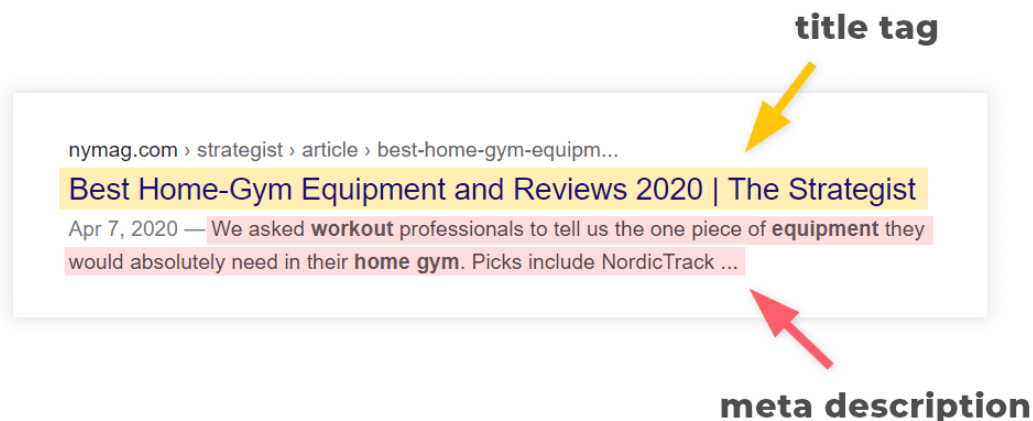 title tag
nymag.com › strategist › article › best-home-gym-equipm...
Best Home-Gym Equipment and Reviews 2020 | The Strategist
Apr 7, 2020 — We asked workout professionals to tell us the one piece of equipment they
would absolutely need in their home gym. Picks include NordicTrack ...
meta description